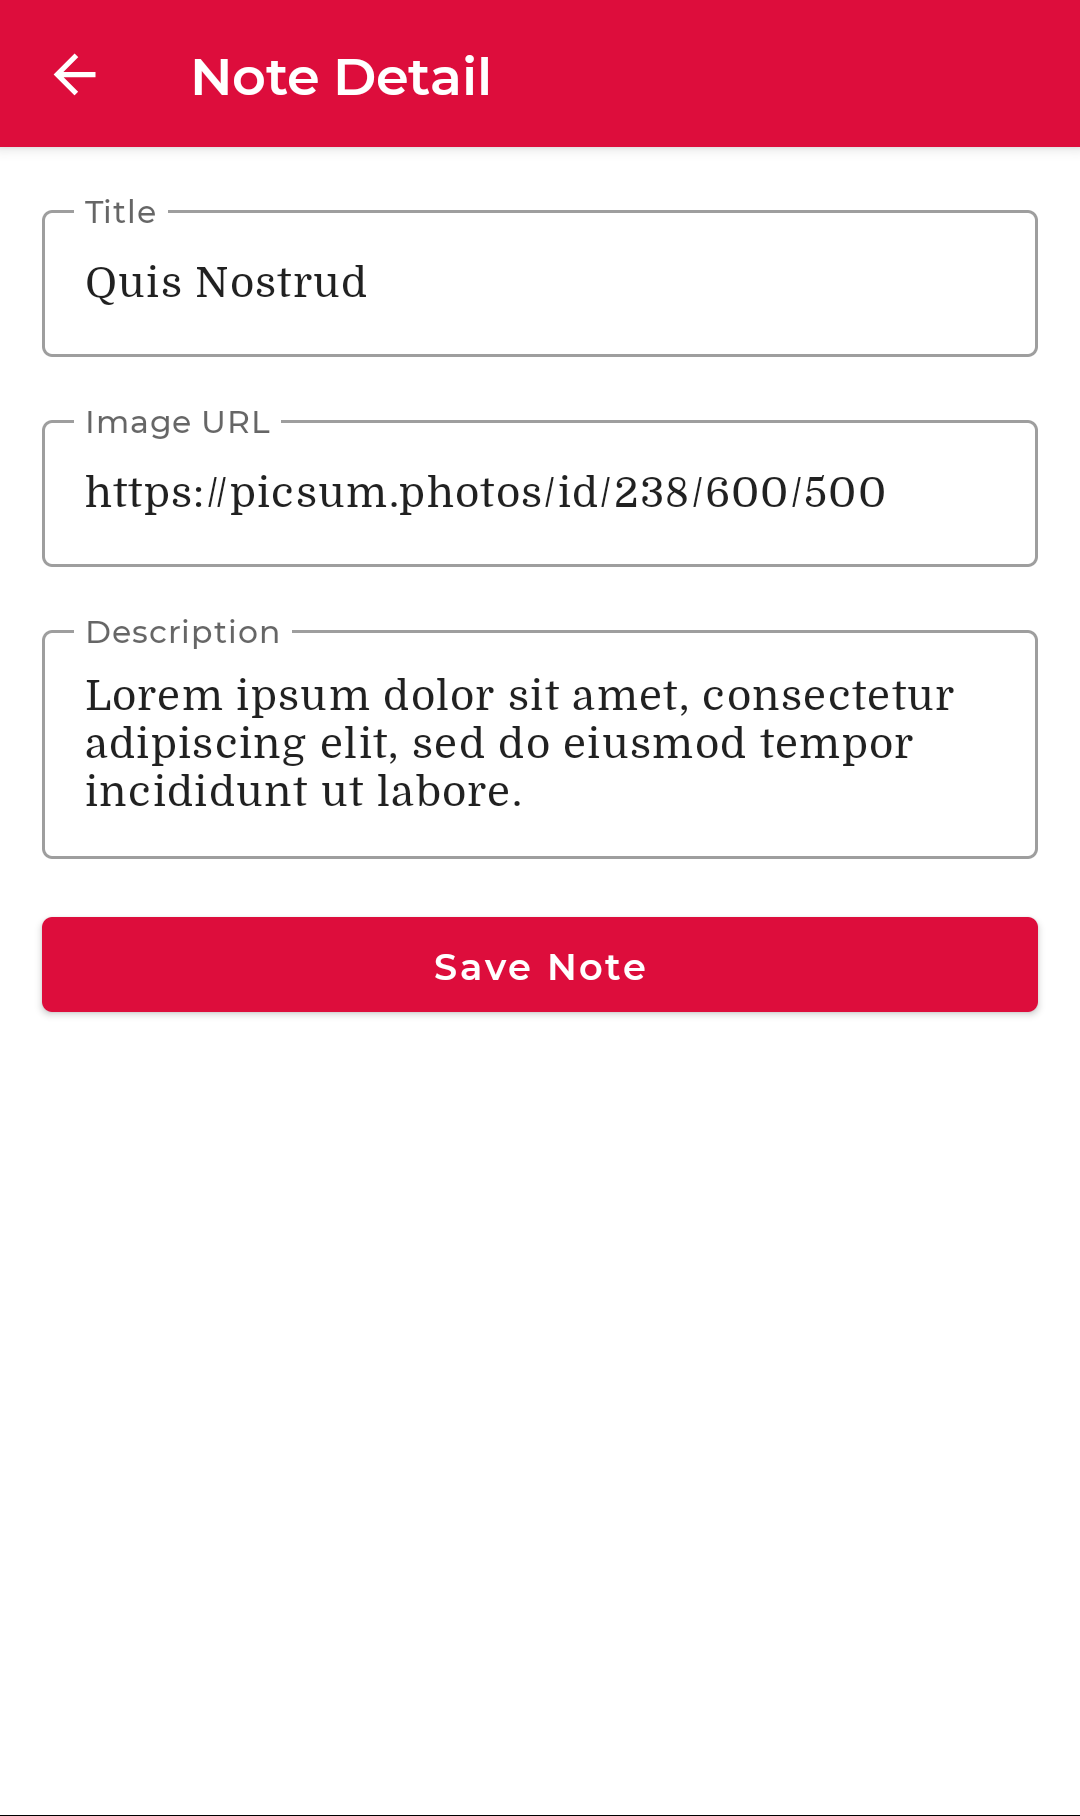 Note Detail
Title
Quis Nostrud
Image URL
https://picsum.photos/id/238/600/500
Description
Lorem ipsum dolor sit amet, consectetur
adipiscing elit, sed do eiusmod tempor
incididunt ut labore.
Save Note